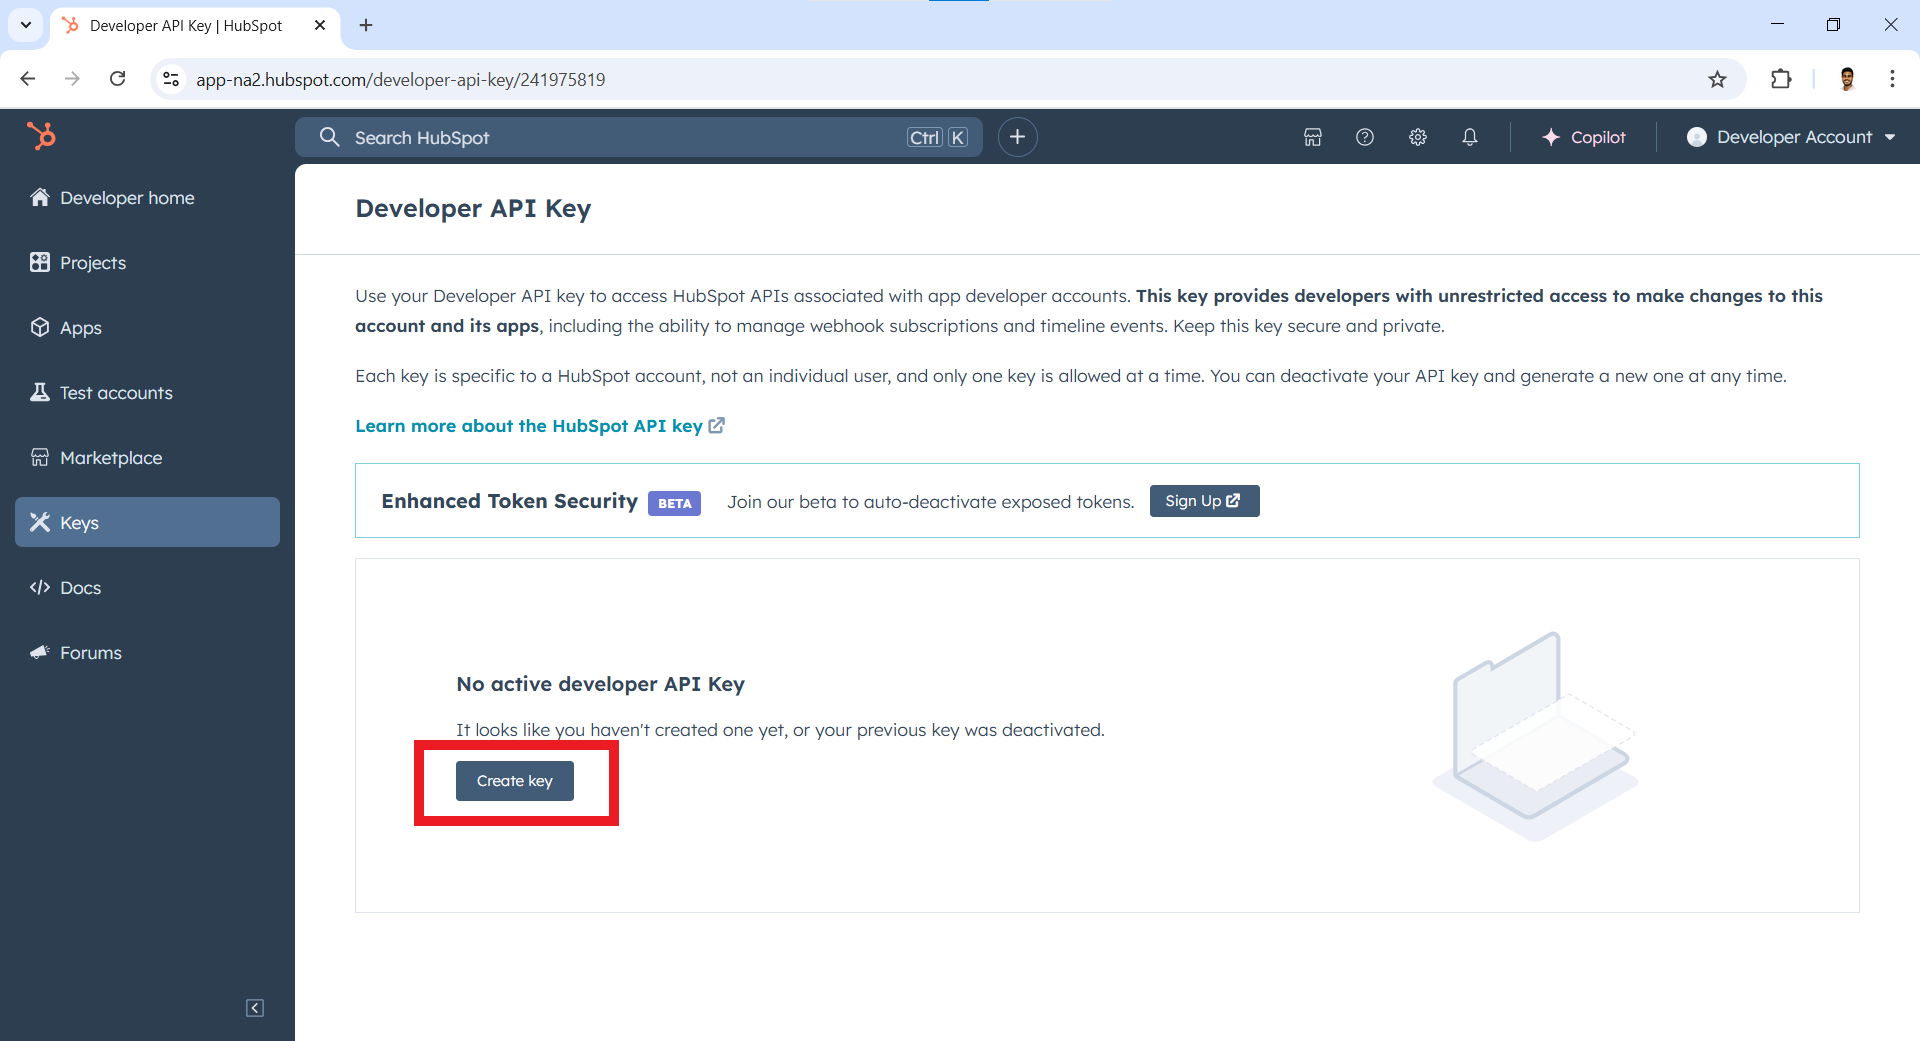 Developer API Key | HubSpot
app-na2.hubspot.com/developer-api-key/241975819
Search HubSpot
Ctrl K
Copilot
Developer Account
Developer home
Projects
Apps
Test accounts
Marketplace
Keys
Docs
Forums
Developer API Key
Use your Developer API key to access HubSpot APIs associated with app developer accounts. This key provides developers with unrestricted access to make changes to this
account and its apps, including the ability to manage webhook subscriptions and timeline events. Keep this key secure and private.
Each key is specific to a HubSpot account, not an individual user, and only one key is allowed at a time. You can deactivate your API key and generate a new one at any time.
Learn more about the HubSpot API key
Enhanced Token Security BETA Join our beta to auto-deactivate exposed tokens. Sign Up
No active developer API Key
It looks like you haven't created one yet, or your previous key was deactivated.
Create key